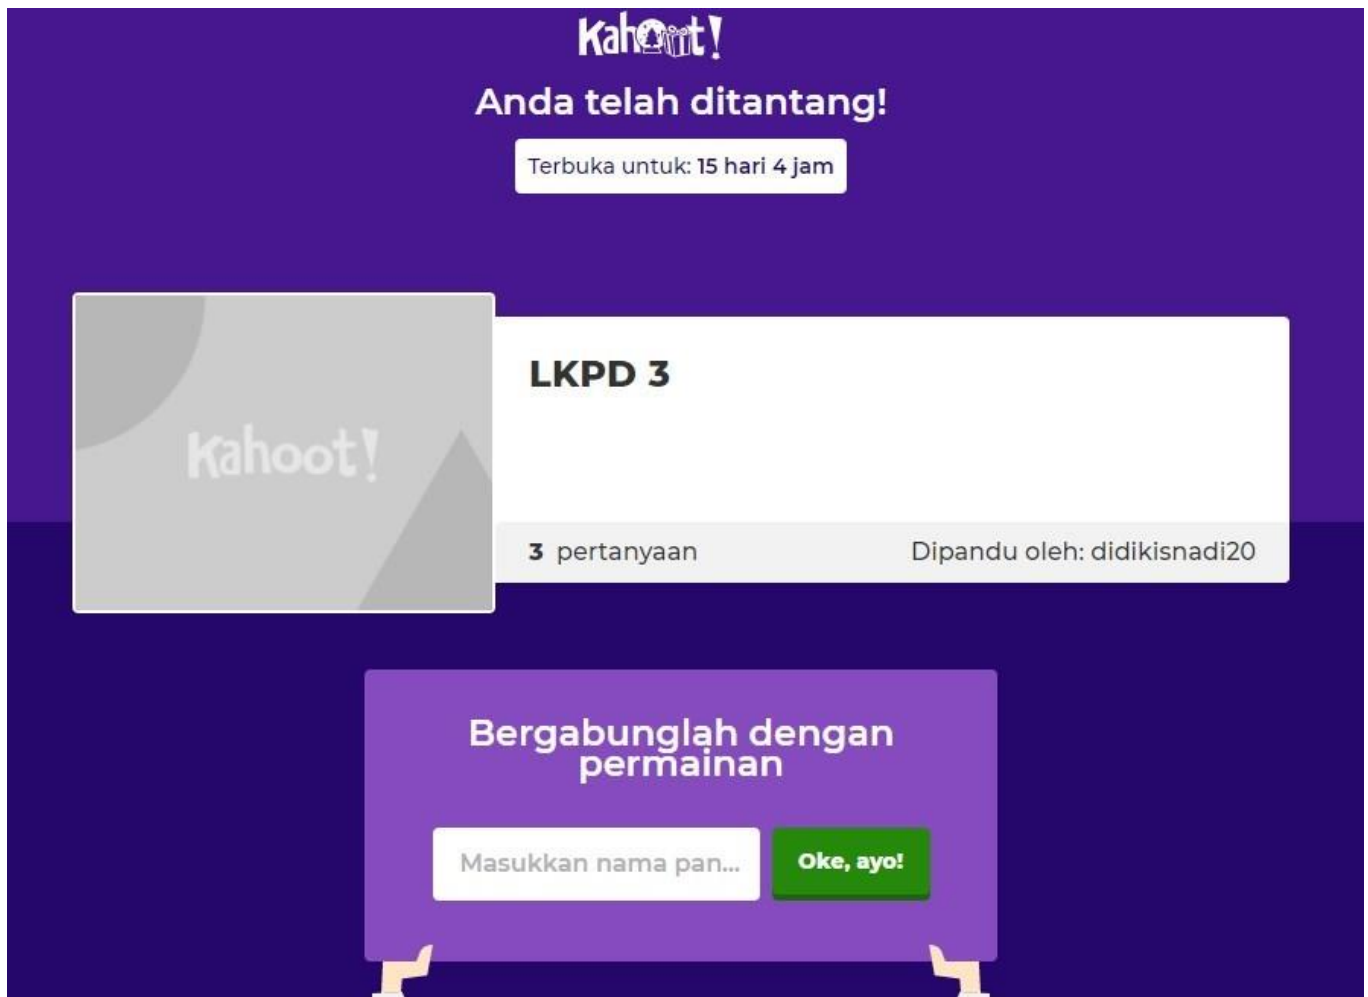 Kahoot!
Anda telah ditantang!
Terbuka untuk: 15 hari 4 jam
Kahoot!
LKPD 3
3 pertanyaan Dipandu oleh: didikisnadi20
Bergabunglah dengan
permainan
Masukkan nama pan...
Oke, ayo!